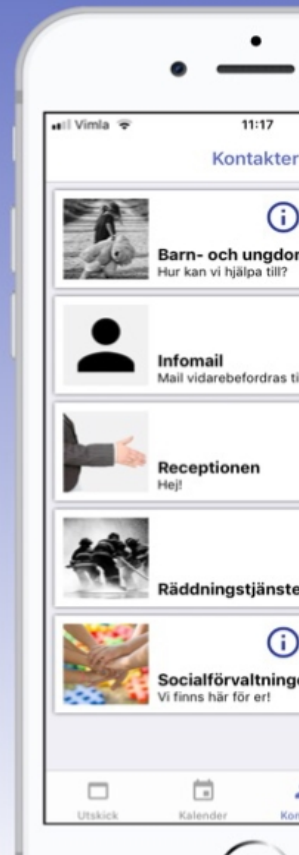 Vimla
11:17
Kontakter
Barn- och ungdom
Hur kan vi hjälpa till?
Infomail
Mail vidarebefordras ti
Receptionen
Hej!
Räddningstjänste
Socialförvaltninge
Vi finns här för er!
Utskick
Kalender
Kon